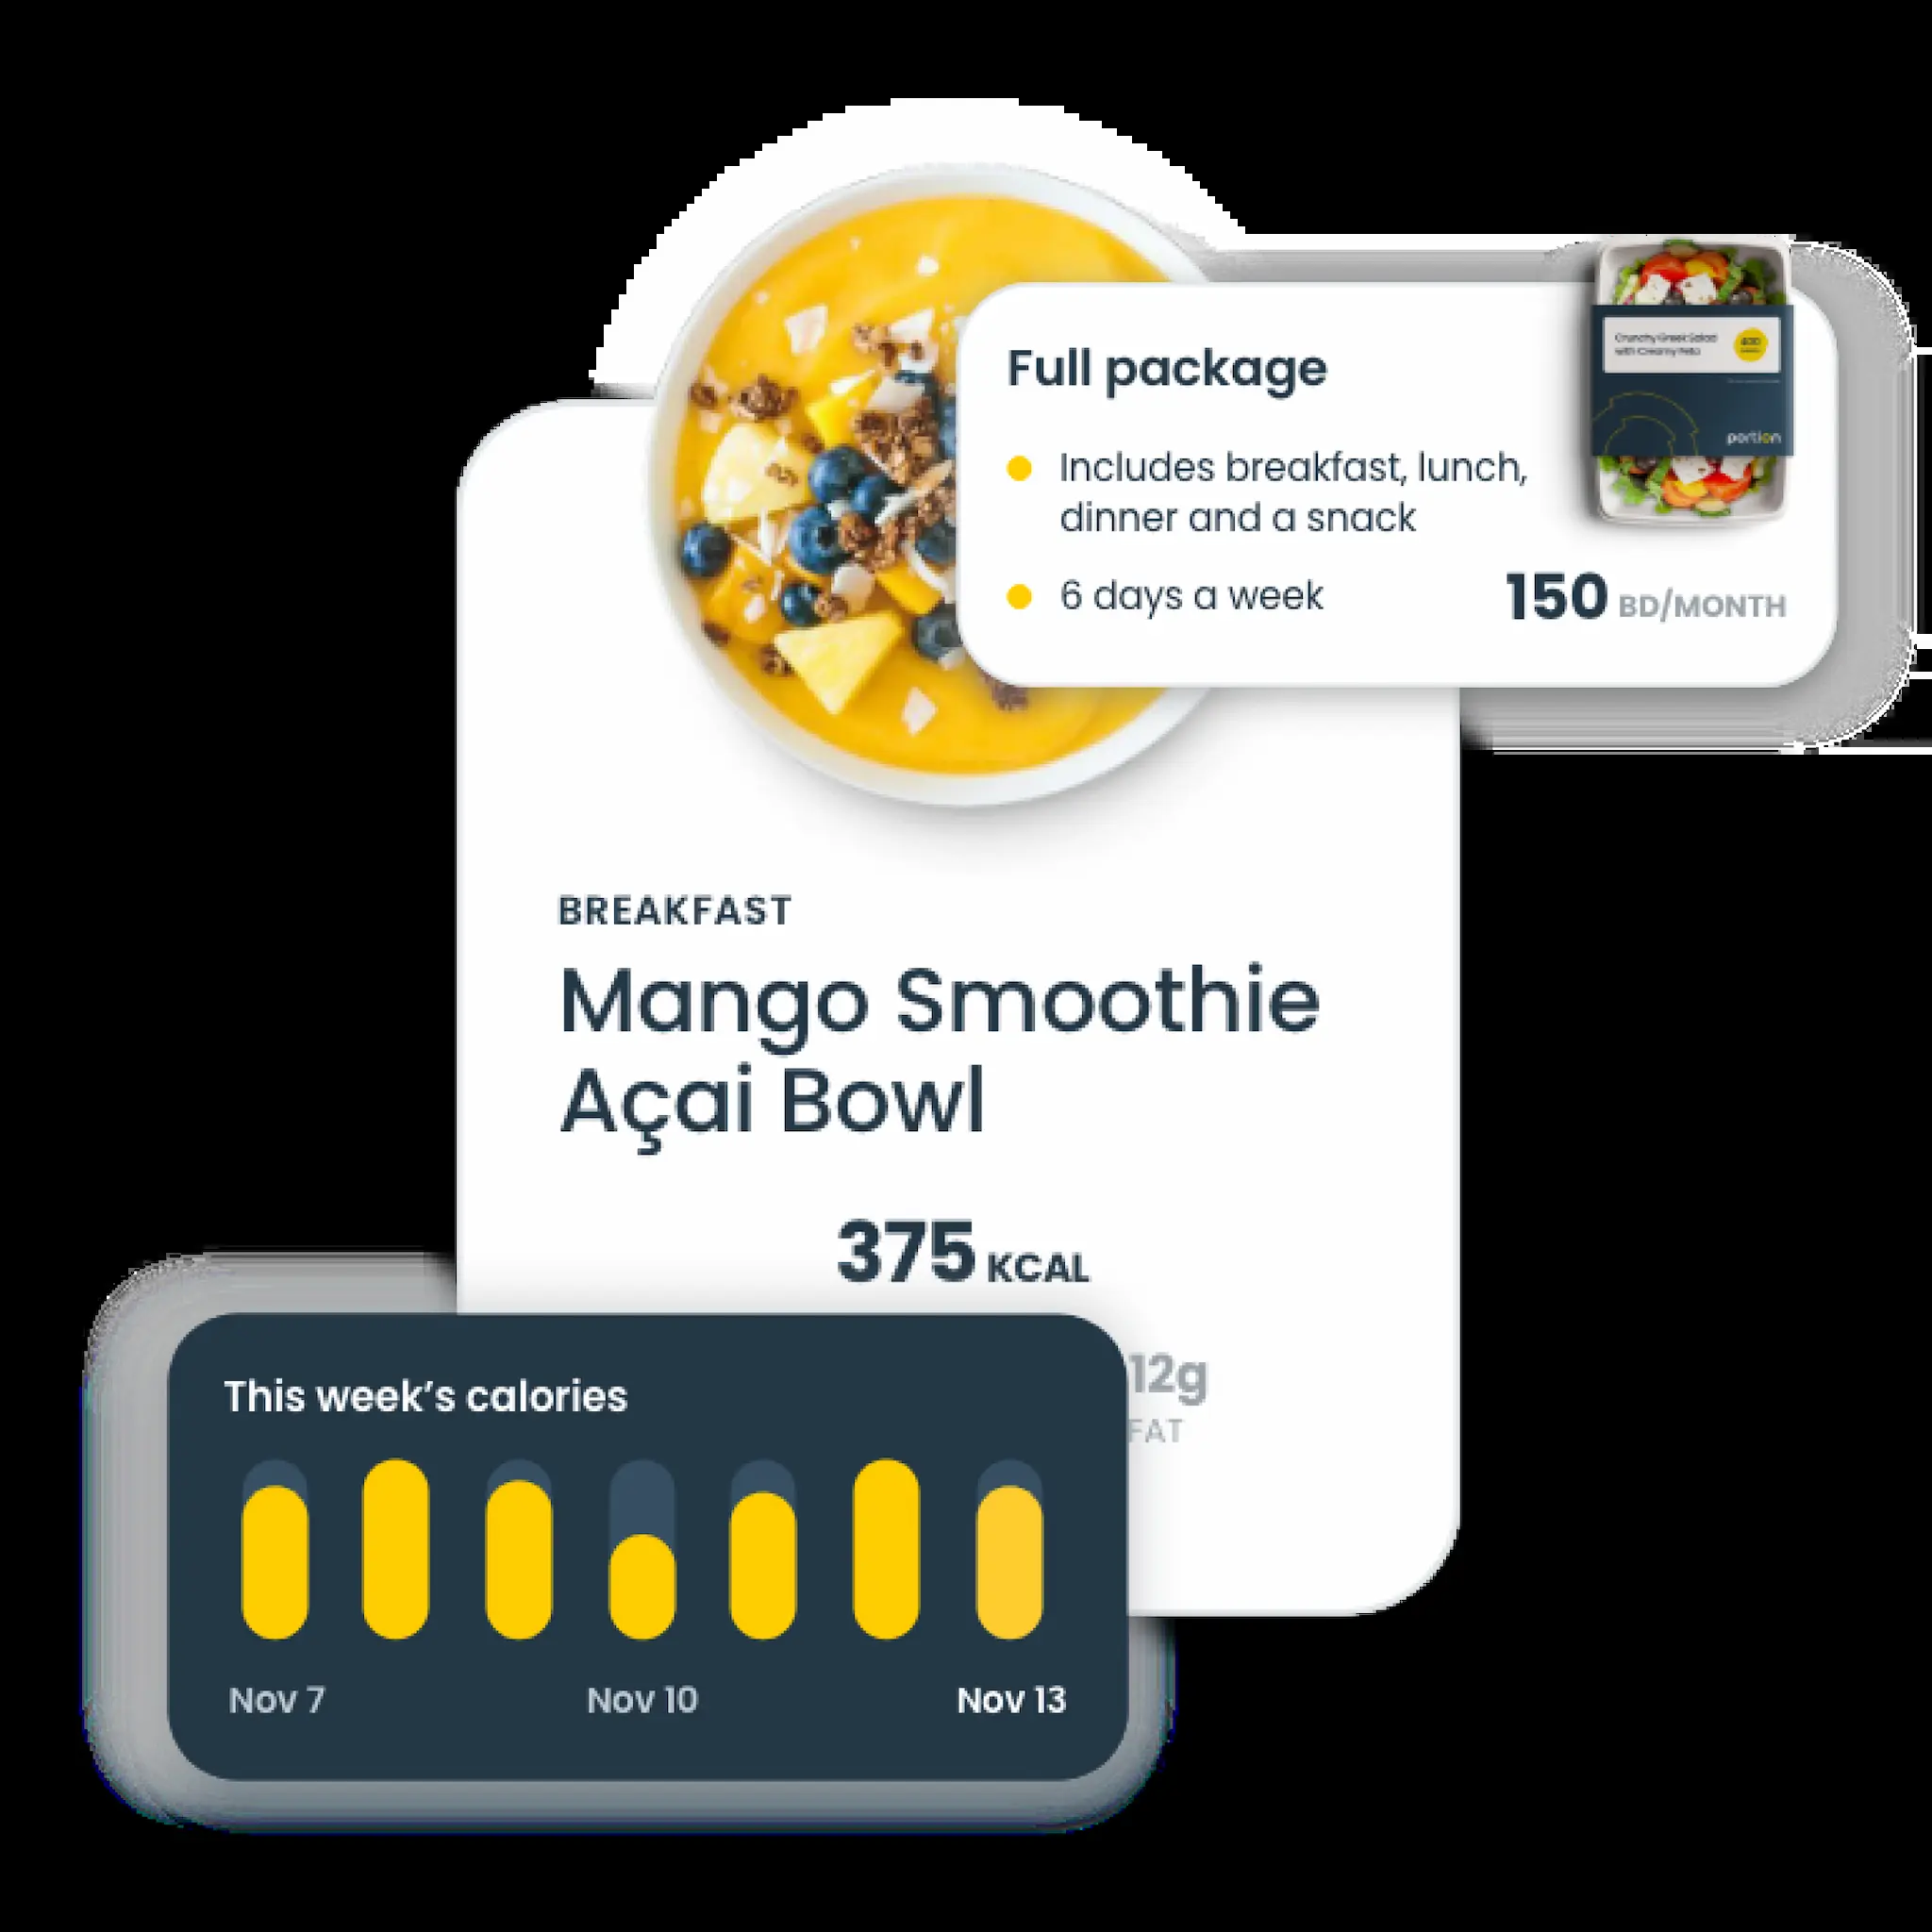 Full package
Includes breakfast, lunch,
dinner and a snack
6 days a week
150 BD/MONTH
Crunchy Greek Salad
with Creamy Feta
400
portion
BREAKFAST
Mango Smoothie
Açai Bowl
375 KCAL
12g
FAT
This week’s calories
Nov 7
Nov 10
Nov 13